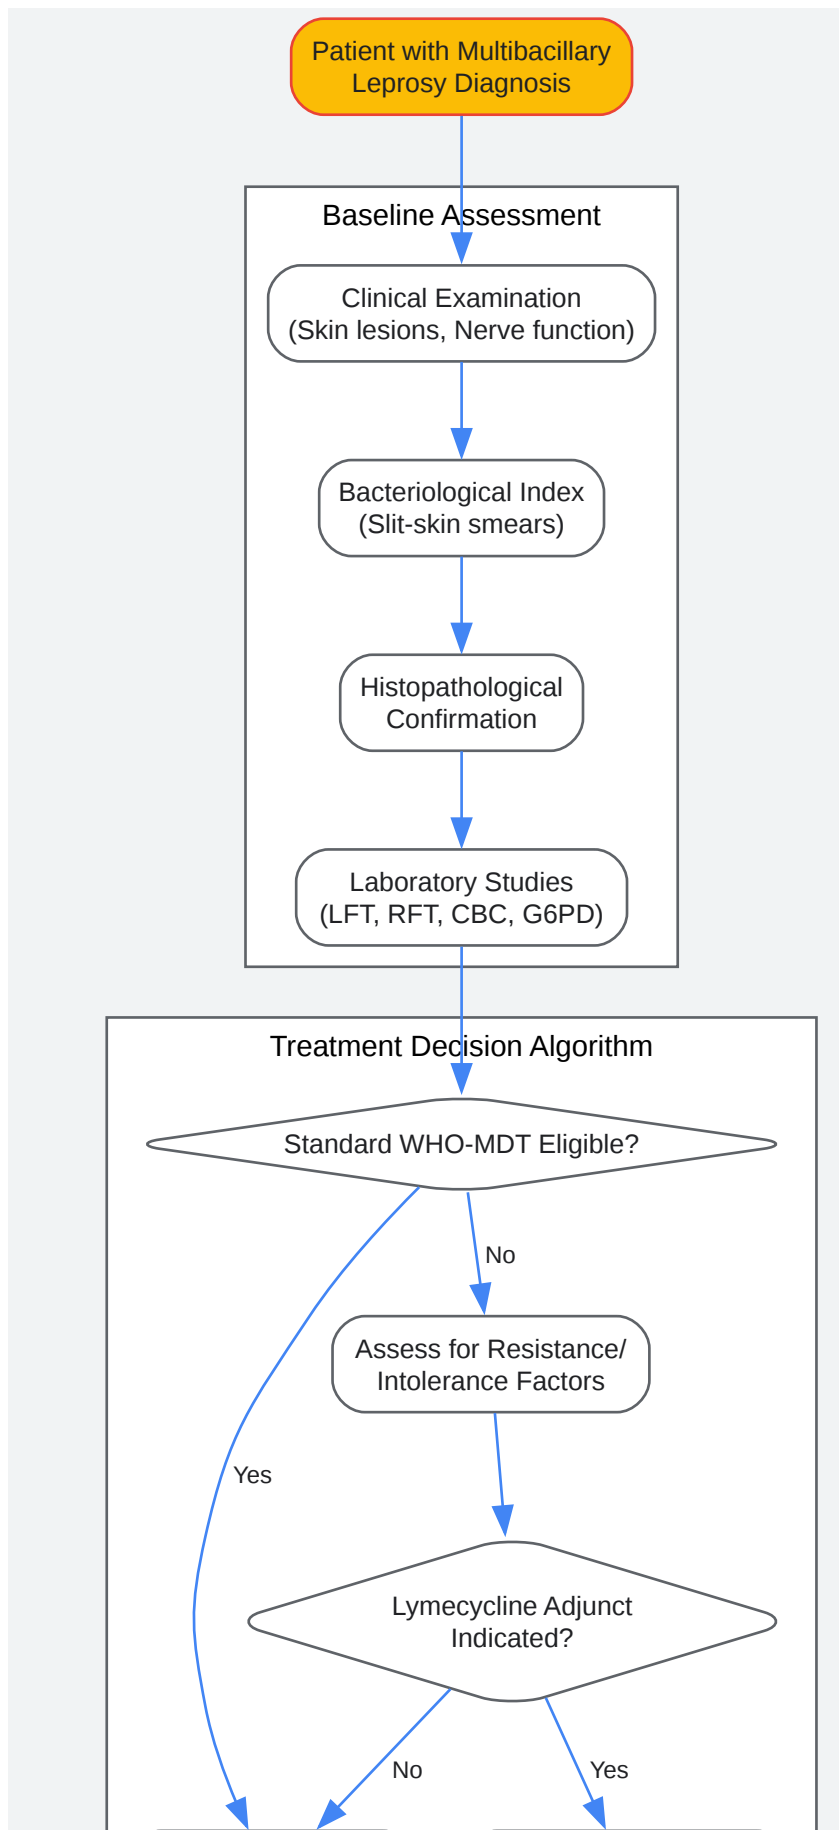 Patient with Multibacillary
Leprosy Diagnosis
Baseline Assessment
Clinical Examination
(Skin lesions, Nerve function)
Bacteriological Index
(Slit-skin smears)
Histopathological
Confirmation
Laboratory Studies
(LFT, RFT, CBC, G6PD)
Treatment Decision Algorithm
Standard WHO-MDT Eligible?
No
Assess for Resistance/
Intolerance Factors
Yes
Lymecycline Adjunct
Indicated?
No
Yes